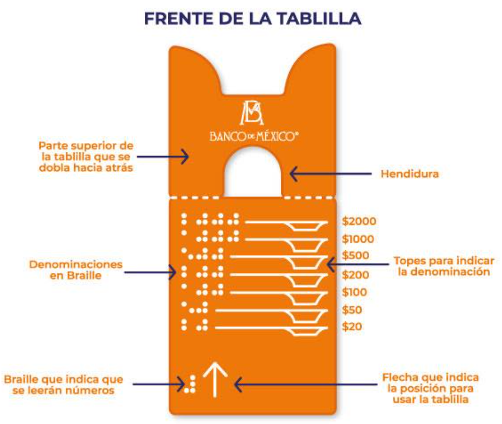 FRENTE DE LA TABLILLA
BANCO DE MÉXICO®
Parte superior de
la tablilla que se
dobla hacia atrás
Hendidura
$2000
$1000
$500
$200
$100
$50
$20
Denominaciones
en Braille
Topes para indicar
la denominación
Braille que indica que
se leerán números
Flecha que indica
la posición para
usar la tablilla